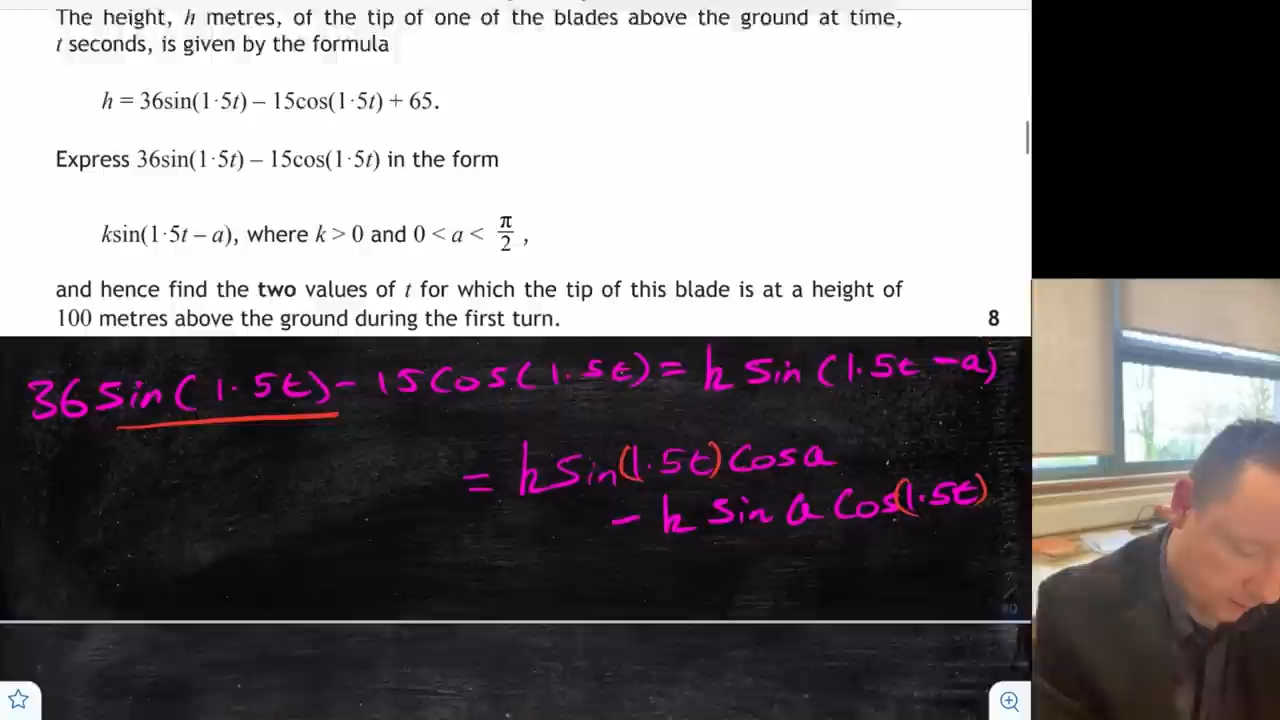 The height, h metres, of the tip of one of the blades above the ground at time,
t seconds, is given by the formula
h = 36sin(1·5t) – 15cos(1·5t) + 65.
Express 36sin(1·5t) – 15cos(1·5t) in the form
ksin(1·5t – a), where k > 0 and 0 < a < π/2 ,
and hence find the two values of t for which the tip of this blade is at a height of
100 metres above the ground during the first turn. 8
36 sin(1.5t) - 15 cos(1.5t) = k sin(1.5t - a)
= k sin(1.5t) cos a
- k sin a cos(1.5t)